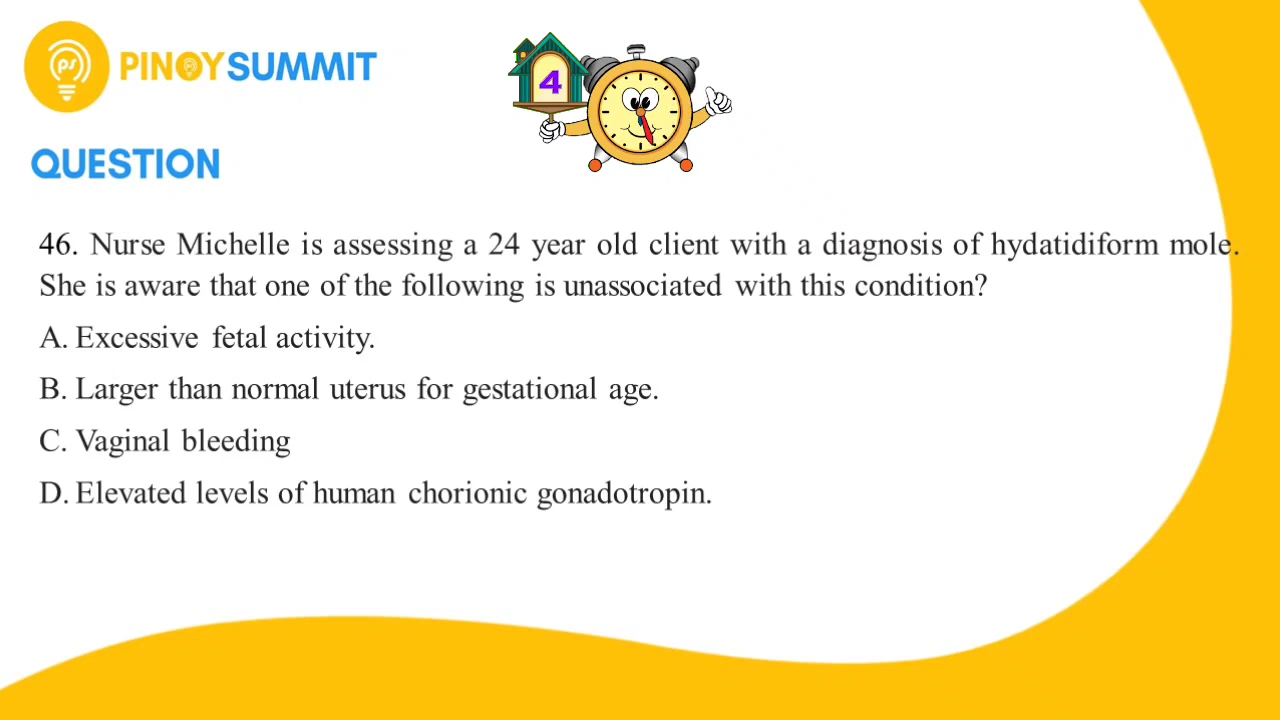 PINOYSUMMIT
4
QUESTION
46. Nurse Michelle is assessing a 24 year old client with a diagnosis of hydatidiform mole.
She is aware that one of the following is unassociated with this condition?
A. Excessive fetal activity.
B. Larger than normal uterus for gestational age.
C. Vaginal bleeding
D. Elevated levels of human chorionic gonadotropin.